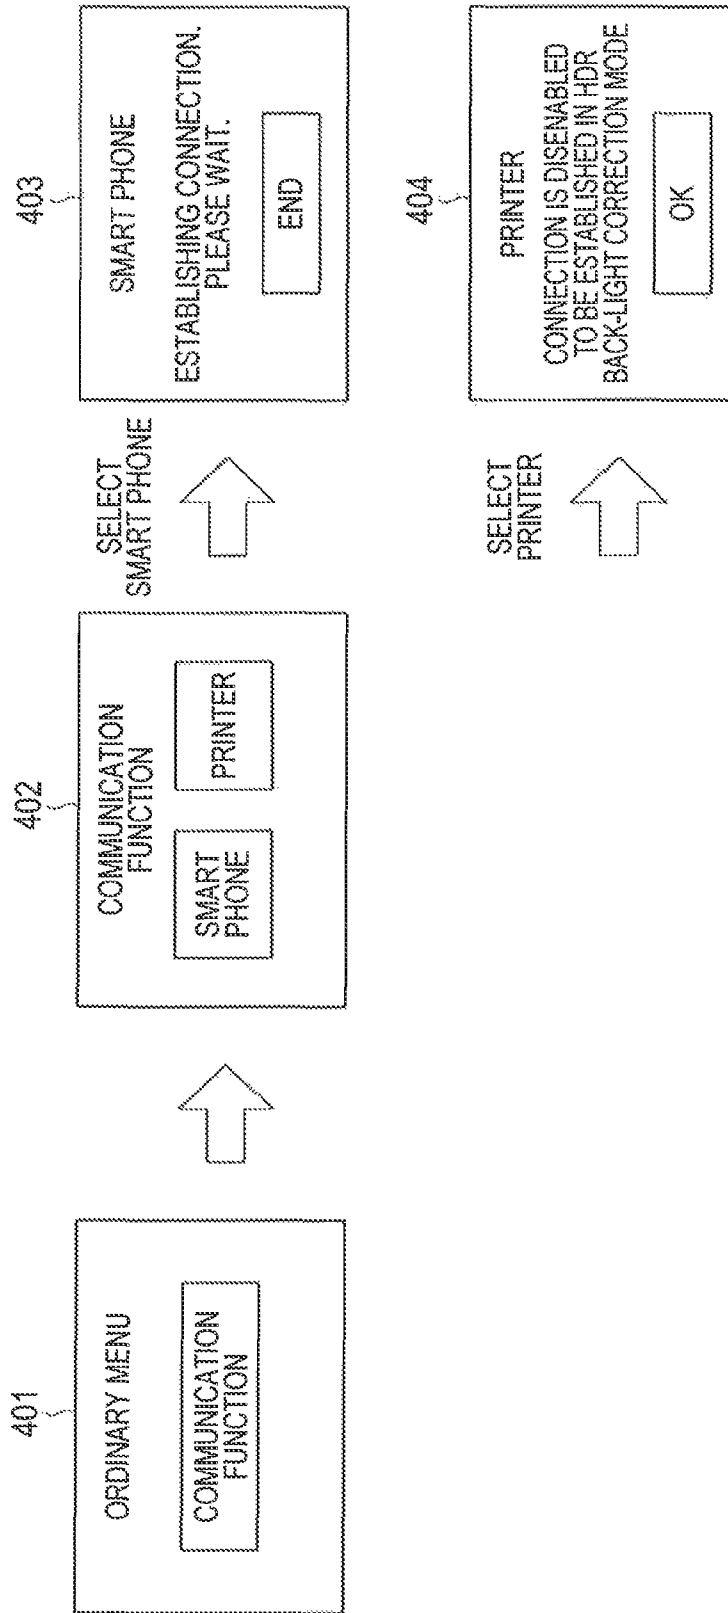 401
ORDINARY MENU
COMMUNICATION
FUNCTION
402
COMMUNICATION
FUNCTION
SMART
PHONE
PRINTER
SELECT
SMART PHONE
403
SMART PHONE
ESTABLISHING CONNECTION.
PLEASE WAIT.
END
SELECT
PRINTER
404
PRINTER
CONNECTION IS DISENABLED
TO BE ESTABLISHED IN HDR
BACK-LIGHT CORRECTION MODE
OK